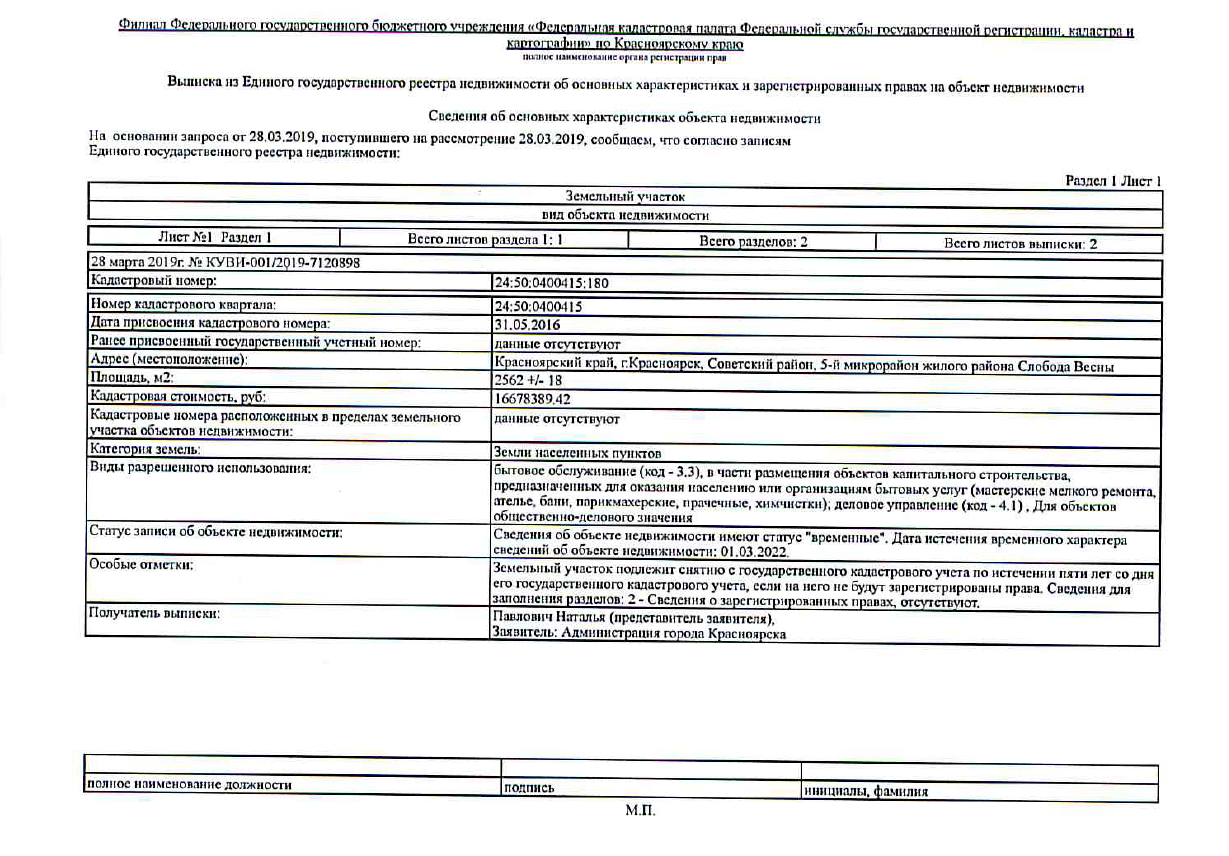 Филиал Федерального государственного бюджетного учреждения «Федеральная кадастровая палата Федеральной службы государственной регистрации, кадастра и
картографии» по Красноярскому краю
полное наименование органа регистрации прав
Выписка из Единого государственного реестра недвижимости об основных характеристиках и зарегистрированных правах на объект недвижимости
Сведения об основных характеристиках объекта недвижимости
На основании запроса от 28.03.2019, поступившего на рассмотрение 28.03.2019, сообщаем, что согласно записям
Единого государственного реестра недвижимости:
Раздел 1 Лист 1
Земельный участок
вид объекта недвижимости
Лист №1 Раздел 1 Всего листов раздела 1: 1 Всего разделов: 2 Всего листов выписки: 2
28 марта 2019г. № КУВИ-001/2019-7120898
Кадастровый номер: 24:50:0400415:180
Номер кадастрового квартала: 24:50:0400415
Дата присвоения кадастрового номера: 31.05.2016
Ранее присвоенный государственный учетный номер: данные отсутствуют
Адрес (местоположение): Красноярский край, г.Красноярск, Советский район, 5-й микрорайон жилого района Слобода Весны
Площадь, м2: 2562 +/- 18
Кадастровая стоимость, руб: 16678389.42
Кадастровые номера расположенных в пределах земельного
участка объектов недвижимости:
данные отсутствуют
Категория земель: Земли населенных пунктов
Виды разрешенного использования:
бытовое обслуживание (код - 3.3), в части размещения объектов капитального строительства,
предназначенных для оказания населению или организациям бытовых услуг (мастерские мелкого ремонта,
ателье, бани, парикмахерские, прачечные, химчистки); деловое управление (код - 4.1) , Для объектов
общественно-делового значения
Статус записи об объекте недвижимости:
Сведения об объекте недвижимости имеют статус "временные". Дата истечения временного характера
сведений об объекте недвижимости: 01.03.2022.
Особые отметки:
Земельный участок подлежит снятию с государственного кадастрового учета по истечении пяти лет со дня
его государственного кадастрового учета, если на него не будут зарегистрированы права. Сведения для
заполнения разделов: 2 - Сведения о зарегистрированных правах, отсутствуют.
Получатель выписки:
Павлович Наталья (представитель заявителя),
Заявитель: Администрация города Красноярска
полное наименование должности подпись инициалы, фамилия
М.П.